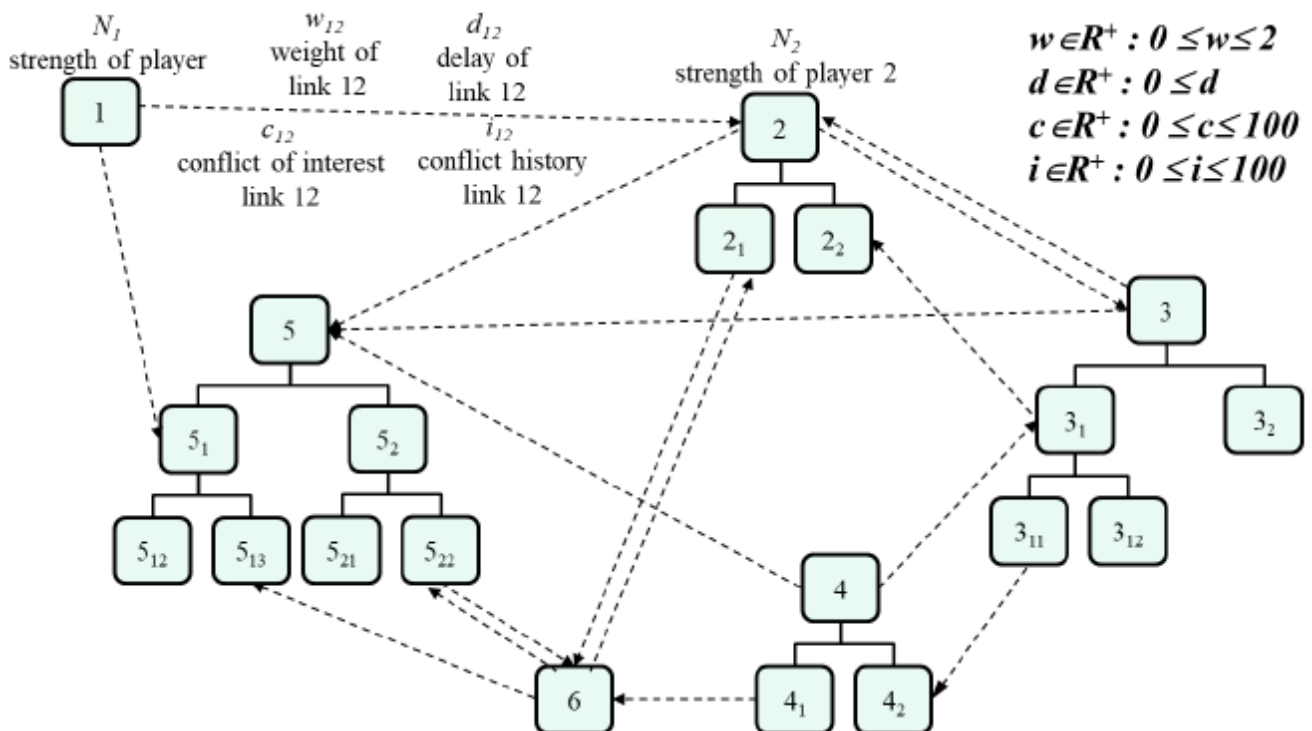 N₁
strength of player
w₁₂
weight of
link 12
d₁₂
delay of
link 12
N₂
strength of player 2
w ∈R⁺ : 0 ≤w≤ 2
d ∈R⁺ : 0 ≤d
c ∈R⁺ : 0 ≤c≤ 100
i ∈R⁺ : 0 ≤i≤ 100
1
c₁₂
conflict of interest
link 12
i₁₂
conflict history
link 12
2
2₁
2₂
5
3
5₁
5₂
3₁
3₂
5₁₂
5₁₃
5₂₁
5₂₂
3₁₁
3₁₂
4
6
4₁
4₂